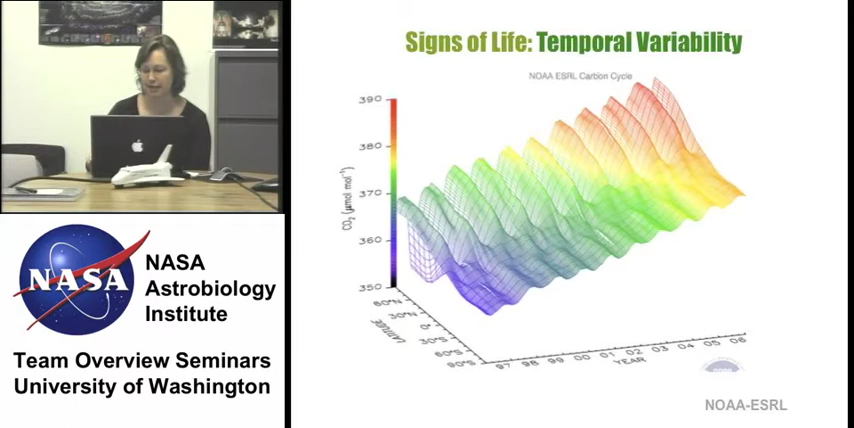 Signs of Life: Temporal Variability
NOAA ESRL Carbon Cycle
390
380
370
360
350
CO₂ (μmol mol⁻¹)
60°N
30°N
0°
30°S
60°S
90°S
LATITUDE
97 98 99 00 01 02 03 04 05 06
YEAR
NOAA-ESRL
NASA
NASA
Astrobiology
Institute
Team Overview Seminars
University of Washington